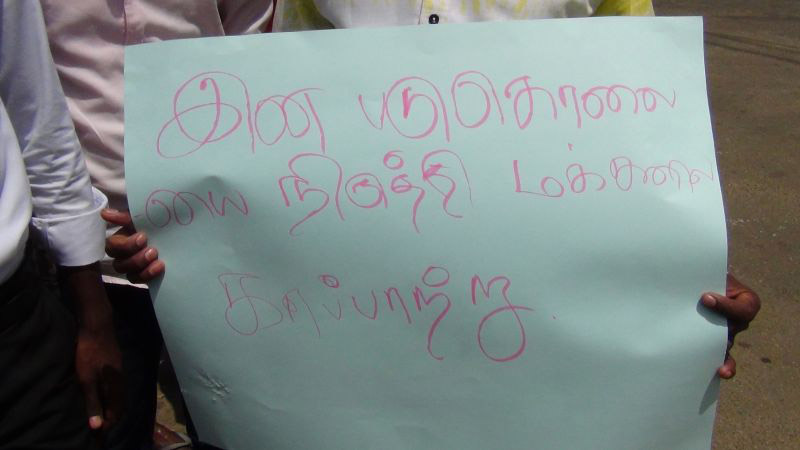 இன படுகொலை
-யை நிறுத்தி மக்களை
காப்பாற்று.